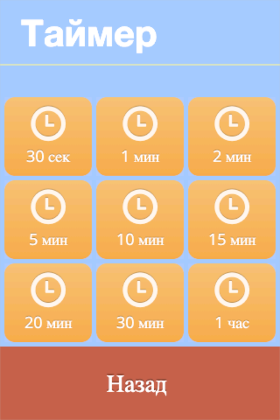 Таймер
30 сек
1 мин
2 мин
5 мин
10 мин
15 мин
20 мин
30 мин
1 час
Назад